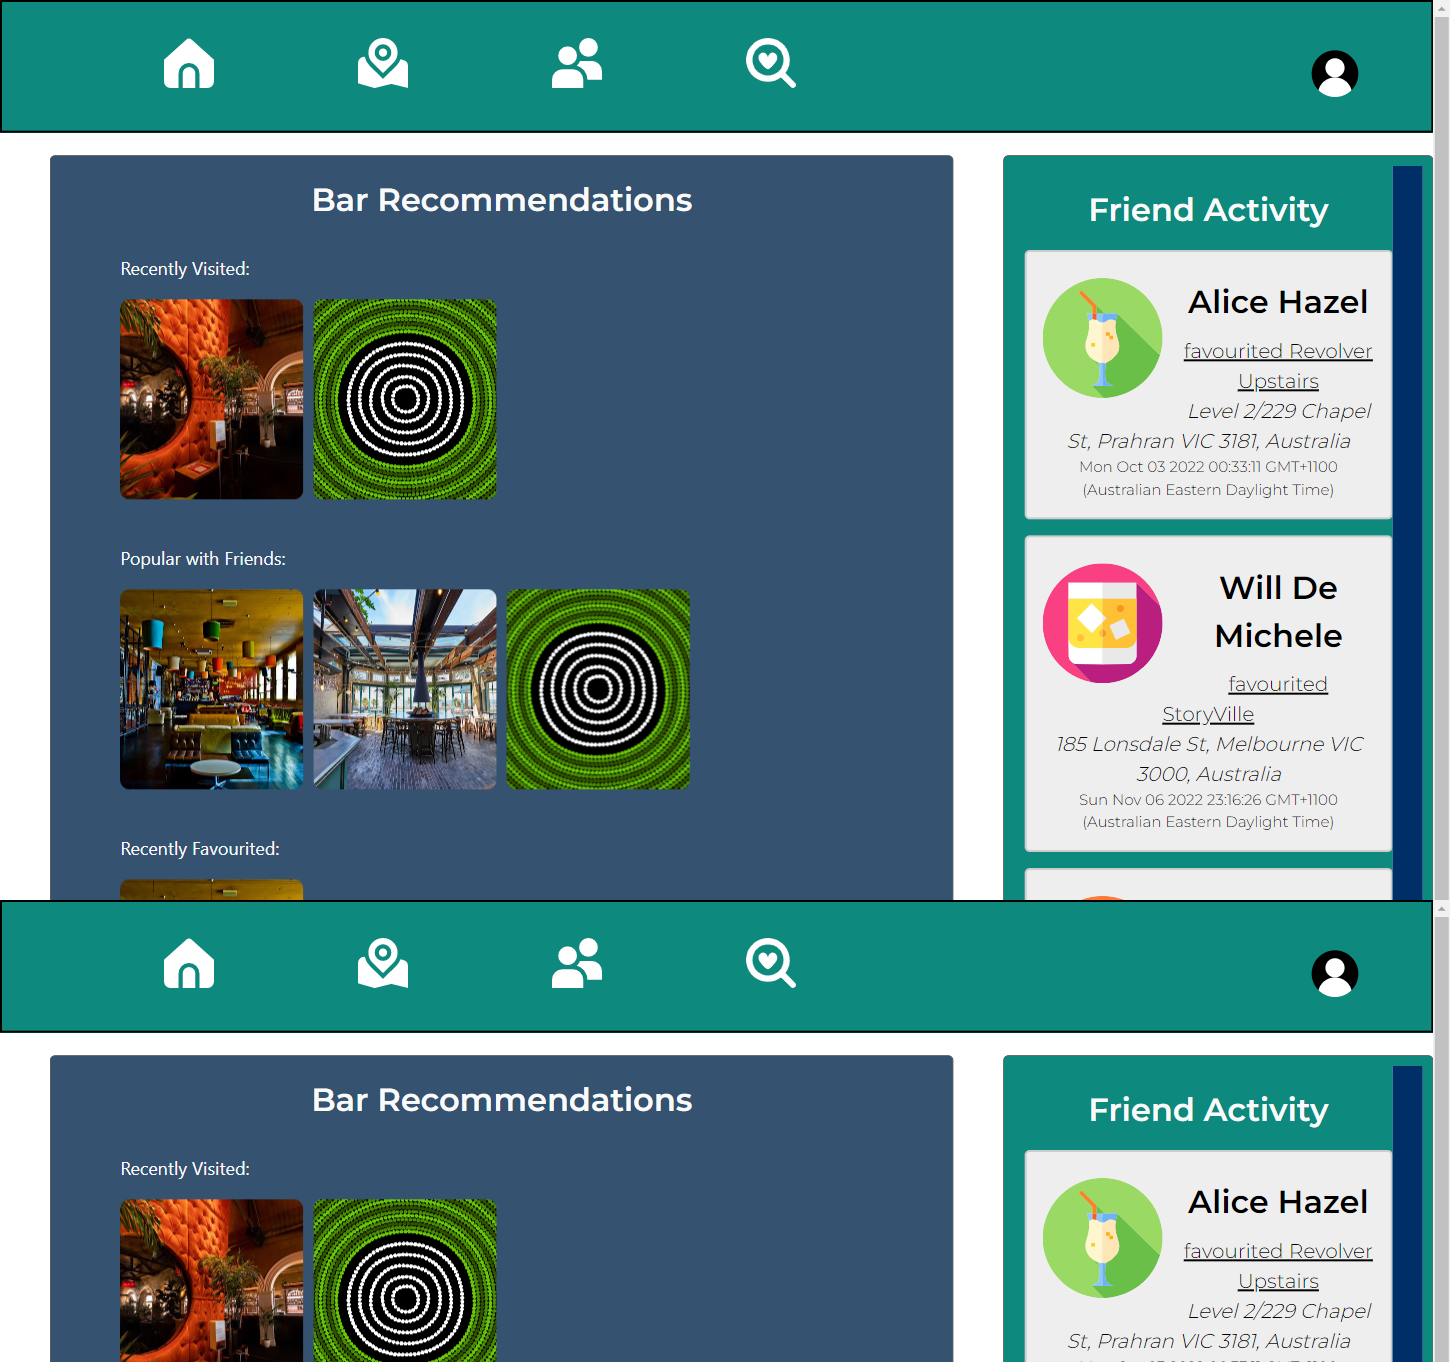 Bar Recommendations
Recently Visited:
Popular with Friends:
Recently Favourited:
Friend Activity
Alice Hazel
favourited Revolver
Upstairs
Level 2/229 Chapel
St, Prahran VIC 3181, Australia
Mon Oct 03 2022 00:33:11 GMT+1100
(Australian Eastern Daylight Time)
Will De
Michele
favourited
StoryVille
185 Lonsdale St, Melbourne VIC
3000, Australia
Sun Nov 06 2022 23:16:26 GMT+1100
(Australian Eastern Daylight Time)
Bar Recommendations
Recently Visited:
Friend Activity
Alice Hazel
favourited Revolver
Upstairs
Level 2/229 Chapel
St, Prahran VIC 3181, Australia